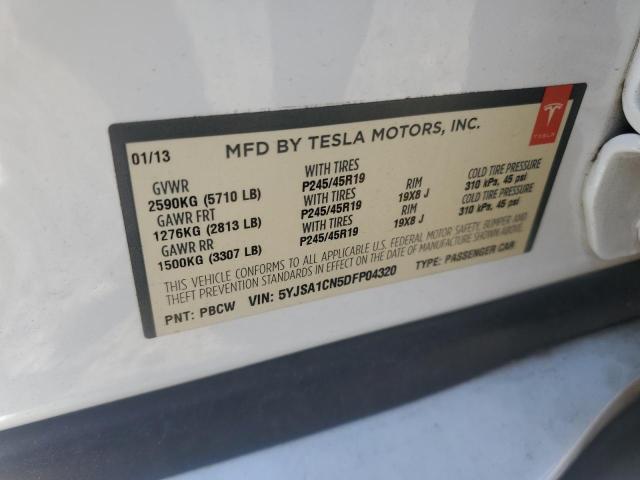 01/13 MFD BY TESLA MOTORS, INC.
TESLA
GVWR WITH TIRES RIM COLD TIRE PRESSURE
2590KG (5710 LB) P245/45R19 19X8 J 310 kPa, 45 psi
GAWR FRT WITH TIRES RIM COLD TIRE PRESSURE
1276KG (2813 LB) P245/45R19 19X8 J 310 kPa, 45 psi
GAWR RR WITH TIRES
1500KG (3307 LB) P245/45R19
THIS VEHICLE CONFORMS TO ALL APPLICABLE U.S. FEDERAL MOTOR SAFETY, BUMPER AND
THEFT PREVENTION STANDARDS IN EFFECT ON THE DATE OF MANUFACTURE SHOWN ABOVE.
PNT: PBCW VIN: 5YJSA1CN5DFP04320 TYPE: PASSENGER CAR